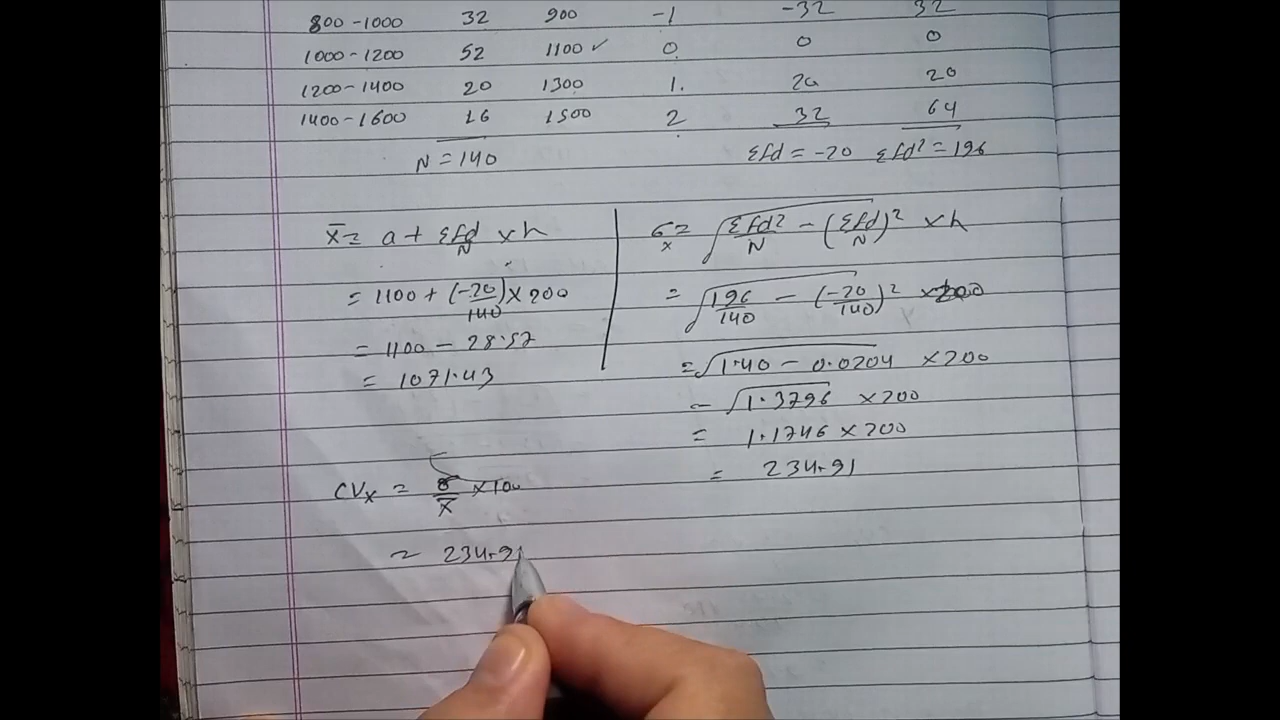 800-1000 32 900 -1 -32 32
1000-1200 52 1100 ✓ 0 0 0
1200-1400 20 1300 1. 20 20
1400-1600 16 1500 2 32 64
N = 140 Σfd = -20 Σfd² = 196
x̄ = a + Σfd/N × h
= 1100 + (-20/140) × 200
= 1100 - 28.57
= 1071.43
σx = √Σfd²/N - (Σfd/N)² × h
= √196/140 - (-20/140)² × 200
= √1.40 - 0.0204 × 200
= √1.3796 × 200
= 1.1746 × 200
= 234.91
CVx = σ/x̄ × 100
= 234.91